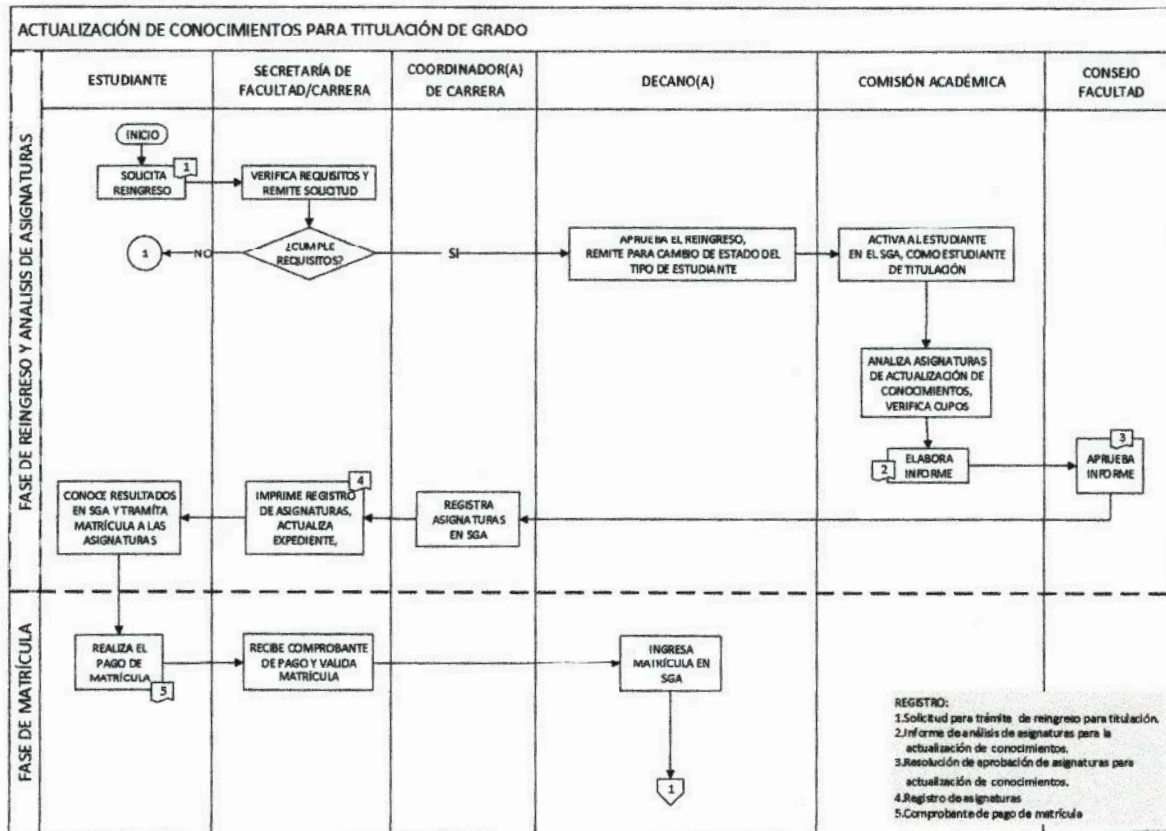 ACTUALIZACIÓN DE CONOCIMIENTOS PARA TITULACIÓN DE GRADO
ESTUDIANTE
SECRETARÍA DE
FACULTAD/CARRERA
COORDINADOR(A)
DE CARRERA
DECANO(A)
COMISIÓN ACADÉMICA
CONSEJO
FACULTAD
FASE DE REINGRESO Y ANALISIS DE ASIGNATURAS
INICIO
SOLICITA
REINGRESO
1
VERIFICA REQUISITOS Y
REMITE SOLICITUD
¿CUMPLE
REQUISITOS?
NO
1
SI
APRUEBA EL REINGRESO,
REMITE PARA CAMBIO DE ESTADO DEL
TIPO DE ESTUDIANTE
ACTIVA AL ESTUDIANTE
EN EL SGA, COMO ESTUDIANTE
DE TITULACIÓN
ANALIZA ASIGNATURAS
DE ACTUALIZACIÓN DE
CONOCIMIENTOS,
VERIFICA CUPOS
2
ELABORA
INFORME
3
APRUEBA
INFORME
REGISTRA
ASIGNATURAS
EN SGA
4
IMPRIME REGISTRO
DE ASIGNATURAS,
ACTUALIZA
EXPEDIENTE,
CONOCE RESULTADOS
EN SGA Y TRAMÍTA
MATRÍCULA A LAS
ASIGNATURAS
FASE DE MATRÍCULA
REALIZA EL
PAGO DE
MATRÍCULA
5
RECIBE COMPROBANTE
DE PAGO Y VALIDA
MATRÍCULA
INGRESA
MATRÍCULA EN
SGA
1
REGISTRO:
1.Solicitud para trámite de reingreso para titulación.
2.Informe de análisis de asignaturas para la
actualización de conocimientos.
3.Resolución de aprobación de asignaturas para
actualización de conocimientos.
4.Registro de asignaturas
5.Comprobante de pago de matrícula